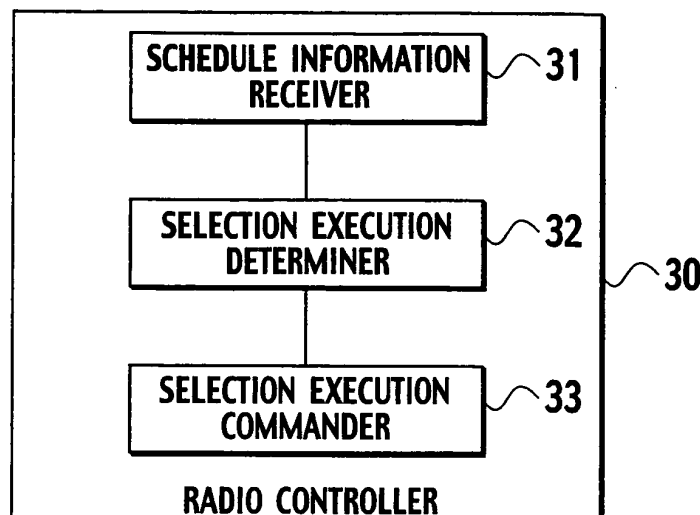 SCHEDULE INFORMATION
RECEIVER
31
SELECTION EXECUTION
DETERMINER
32
30
SELECTION EXECUTION
COMMANDER
33
RADIO CONTROLLER